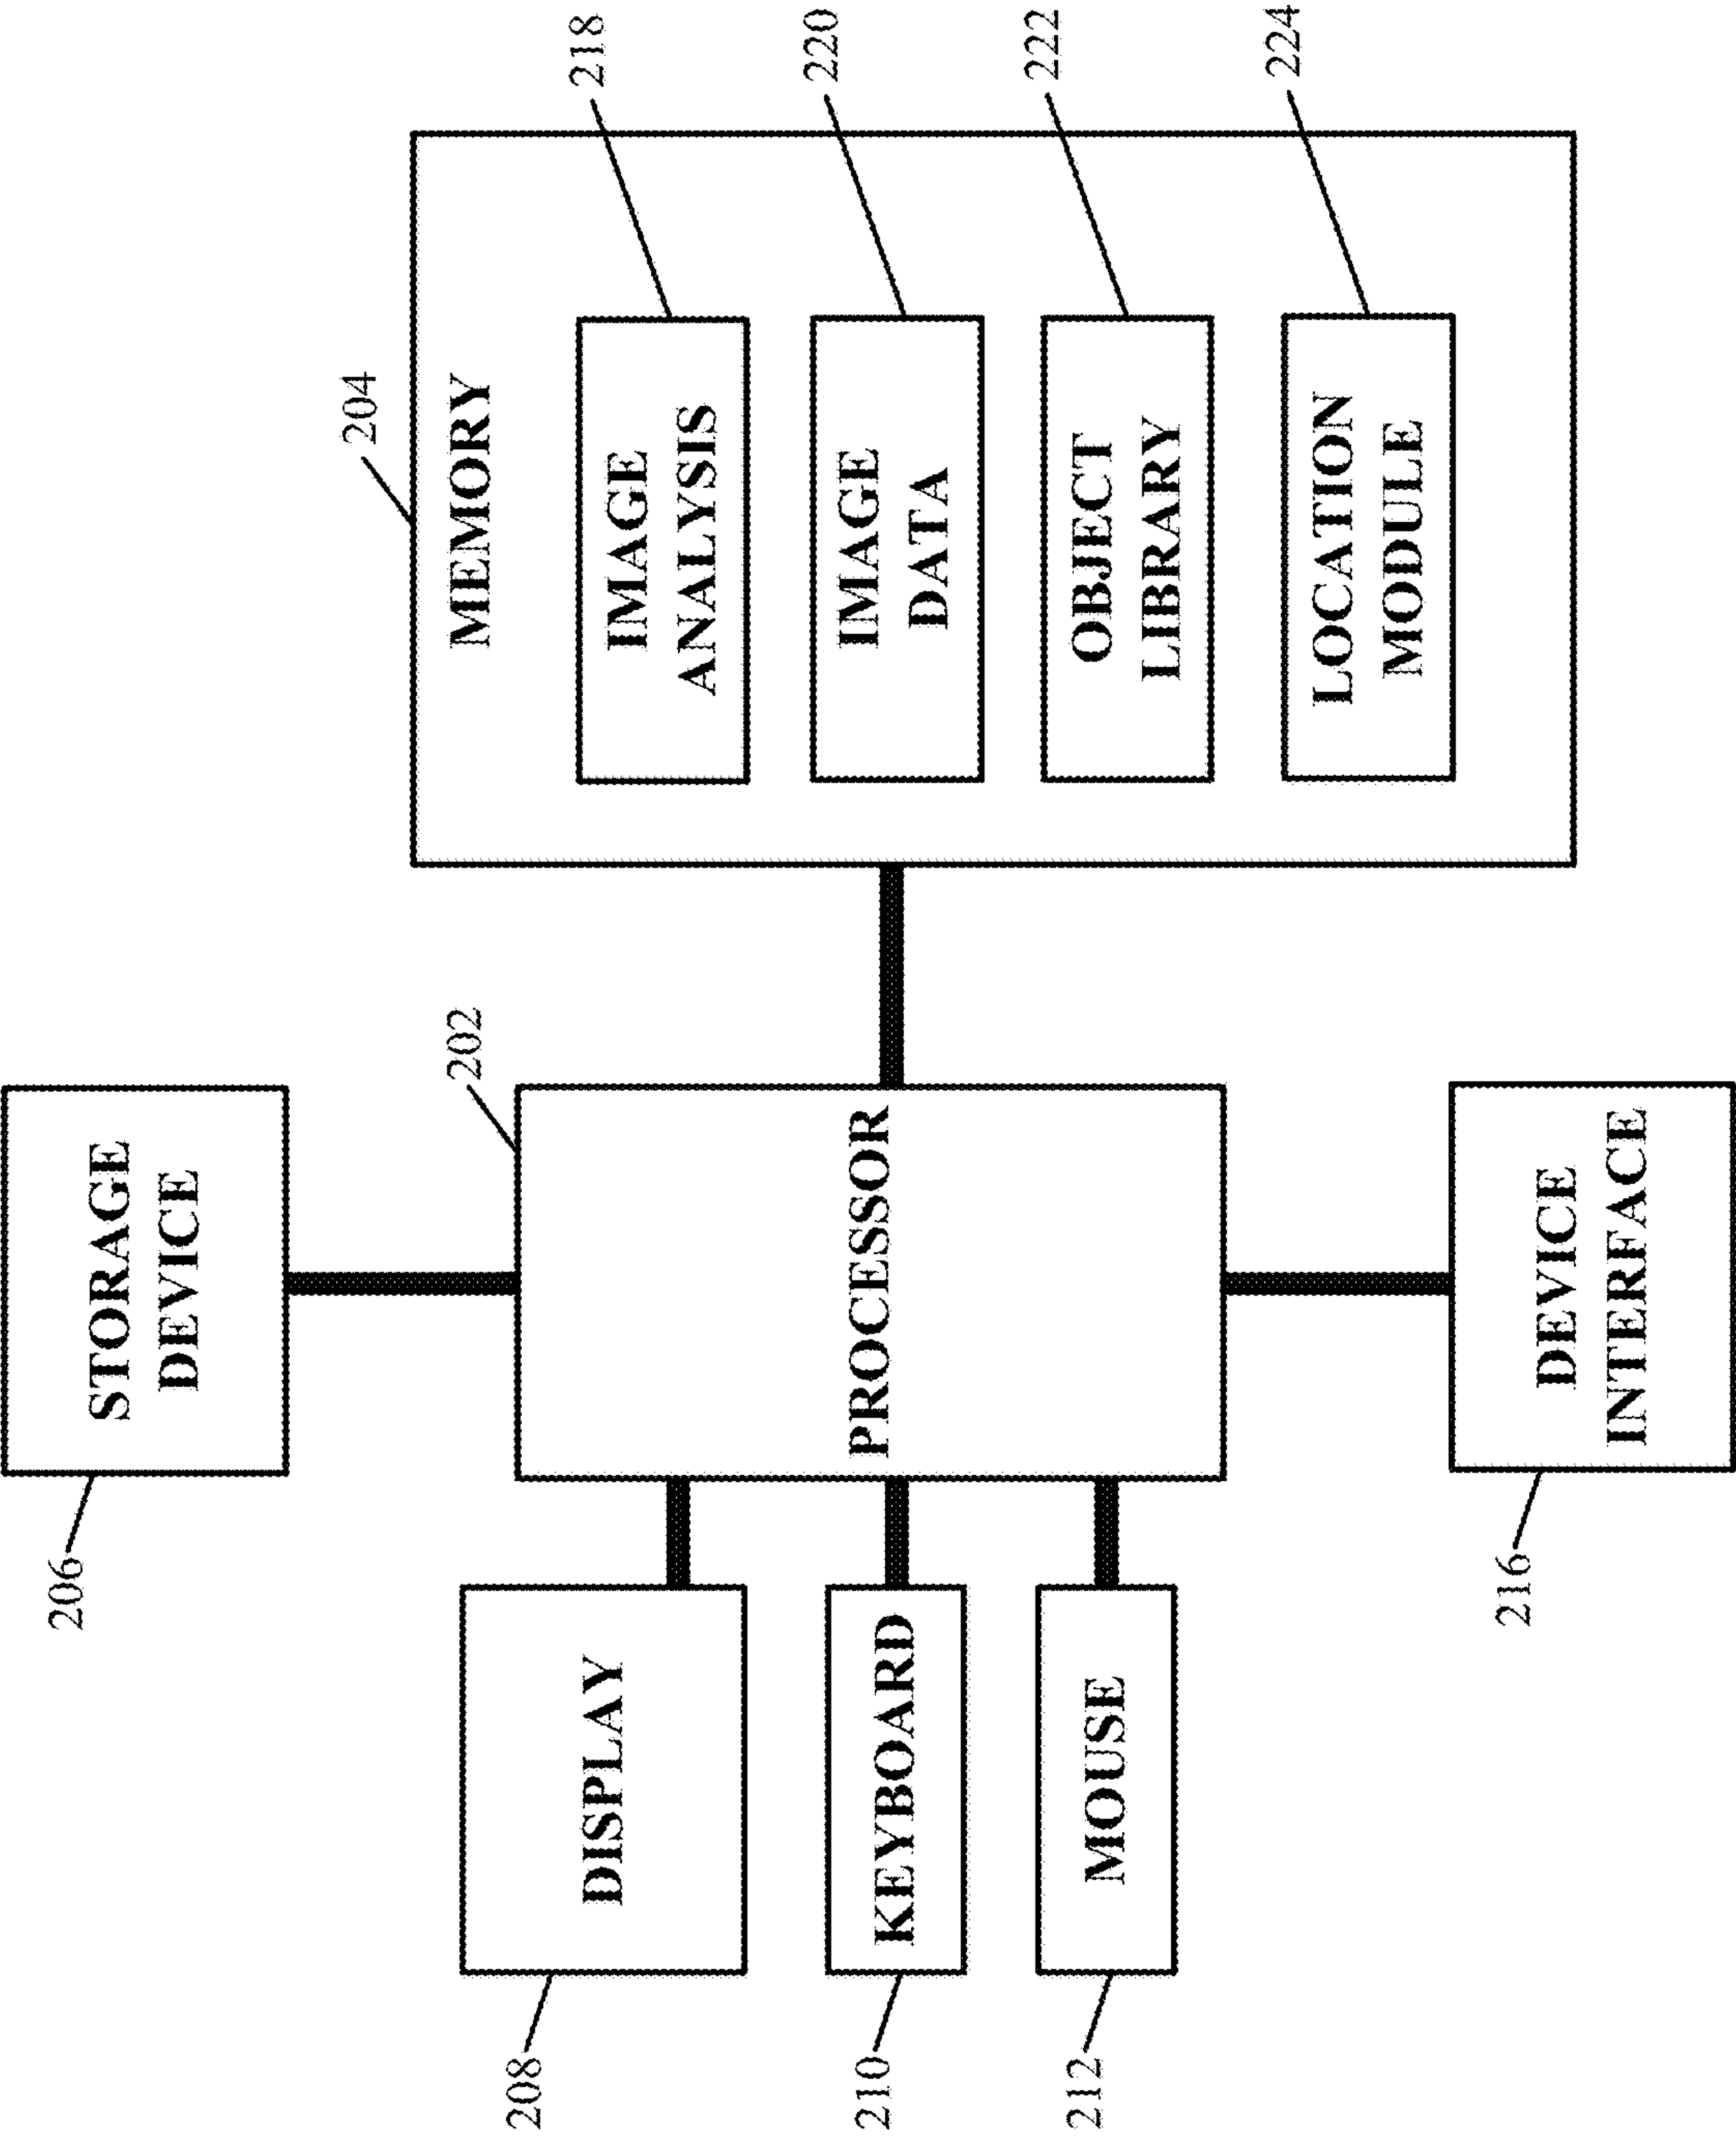 206
STORAGE
DEVICE
208
DISPLAY
210
KEYBOARD
212
MOUSE
202
PROCESSOR
216
DEVICE
INTERFACE
204
MEMORY
218
IMAGE
ANALYSIS
220
IMAGE
DATA
222
OBJECT
LIBRARY
224
LOCATION
MODULE